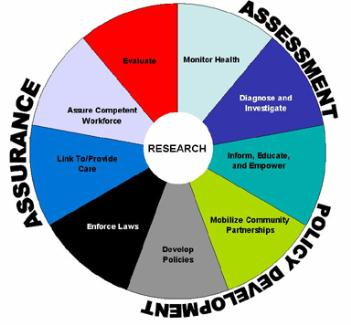 ASSESSMENT
Monitor Health
Diagnose and
Investigate
POLICY DEVELOPMENT
Inform, Educate,
and Empower
Mobilize Community
Partnerships
Develop
Policies
ASSURANCE
Enforce Laws
Link To/Provide
Care
Assure Competent
Workforce
Evaluate
RESEARCH